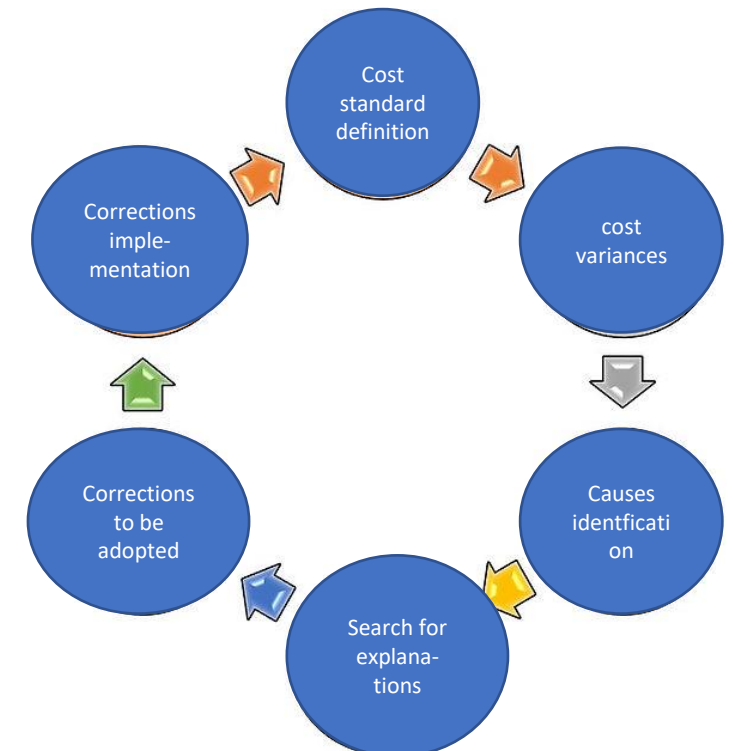 Cost
standard
definition
cost
variances
Causes
identficati
on
Search for
explana-
tions
Corrections
to be
adopted
Corrections
imple-
mentation